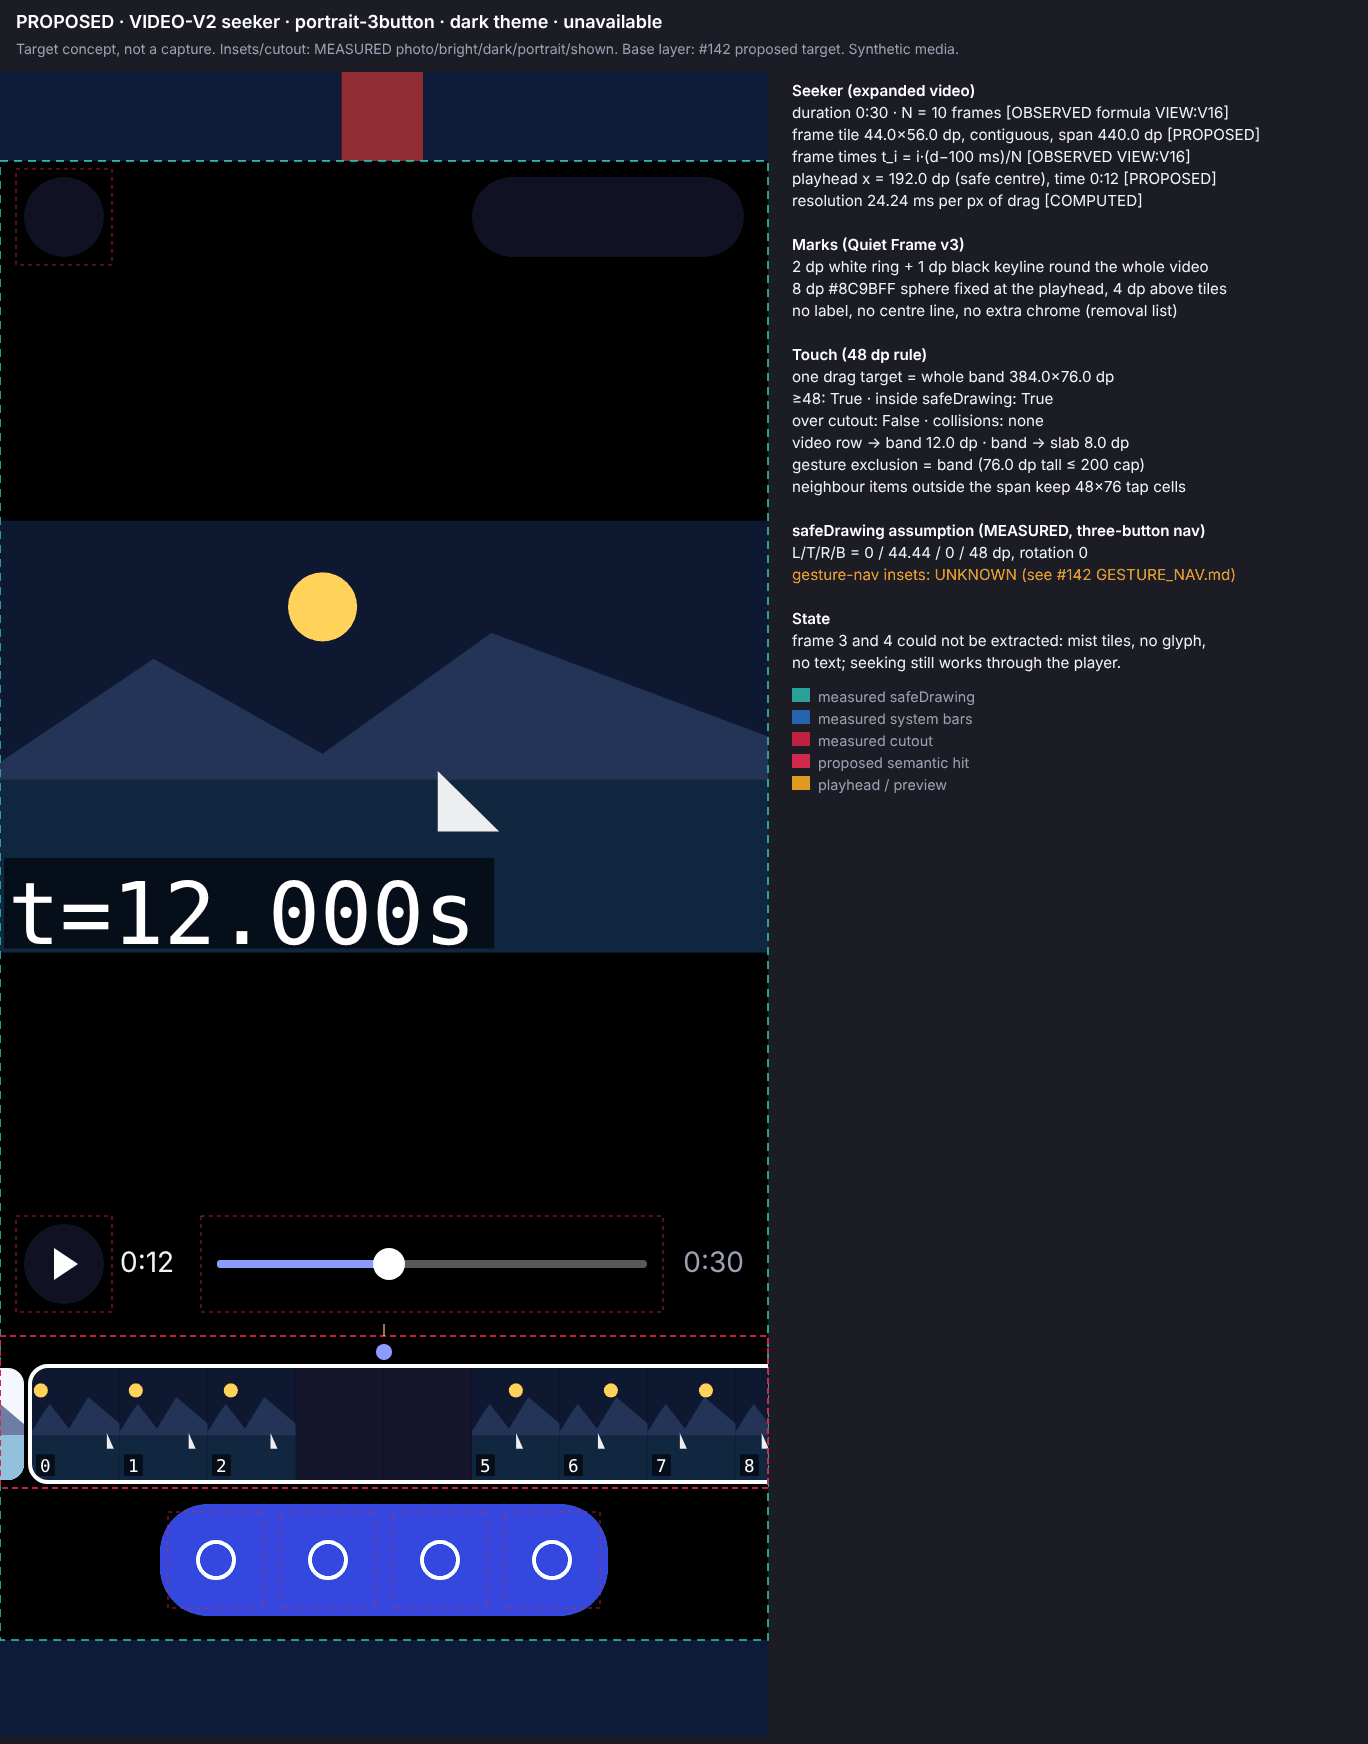 PROPOSED · VIDEO-V2 seeker · portrait-3button · dark theme · unavailable
Target concept, not a capture. Insets/cutout: MEASURED photo/bright/dark/portrait/shown. Base layer: #142 proposed target. Synthetic media.
Seeker (expanded video)
duration 0:30 · N = 10 frames [OBSERVED formula VIEW:V16]
frame tile 44.0×56.0 dp, contiguous, span 440.0 dp [PROPOSED]
frame times t_i = i·(d−100 ms)/N [OBSERVED VIEW:V16]
playhead x = 192.0 dp (safe centre), time 0:12 [PROPOSED]
resolution 24.24 ms per px of drag [COMPUTED]
Marks (Quiet Frame v3)
2 dp white ring + 1 dp black keyline round the whole video
8 dp #8C9BFF sphere fixed at the playhead, 4 dp above tiles
no label, no centre line, no extra chrome (removal list)
Touch (48 dp rule)
one drag target = whole band 384.0×76.0 dp
≥48: True · inside safeDrawing: True
over cutout: False · collisions: none
video row → band 12.0 dp · band → slab 8.0 dp
gesture exclusion = band (76.0 dp tall ≤ 200 cap)
neighbour items outside the span keep 48×76 tap cells
safeDrawing assumption (MEASURED, three-button nav)
L/T/R/B = 0 / 44.44 / 0 / 48 dp, rotation 0
gesture-nav insets: UNKNOWN (see #142 GESTURE_NAV.md)
State
frame 3 and 4 could not be extracted: mist tiles, no glyph,
no text; seeking still works through the player.
measured safeDrawing
measured system bars
measured cutout
proposed semantic hit
playhead / preview
t=12.000s
0:12 0:30
0 1 2 5 6 7 8